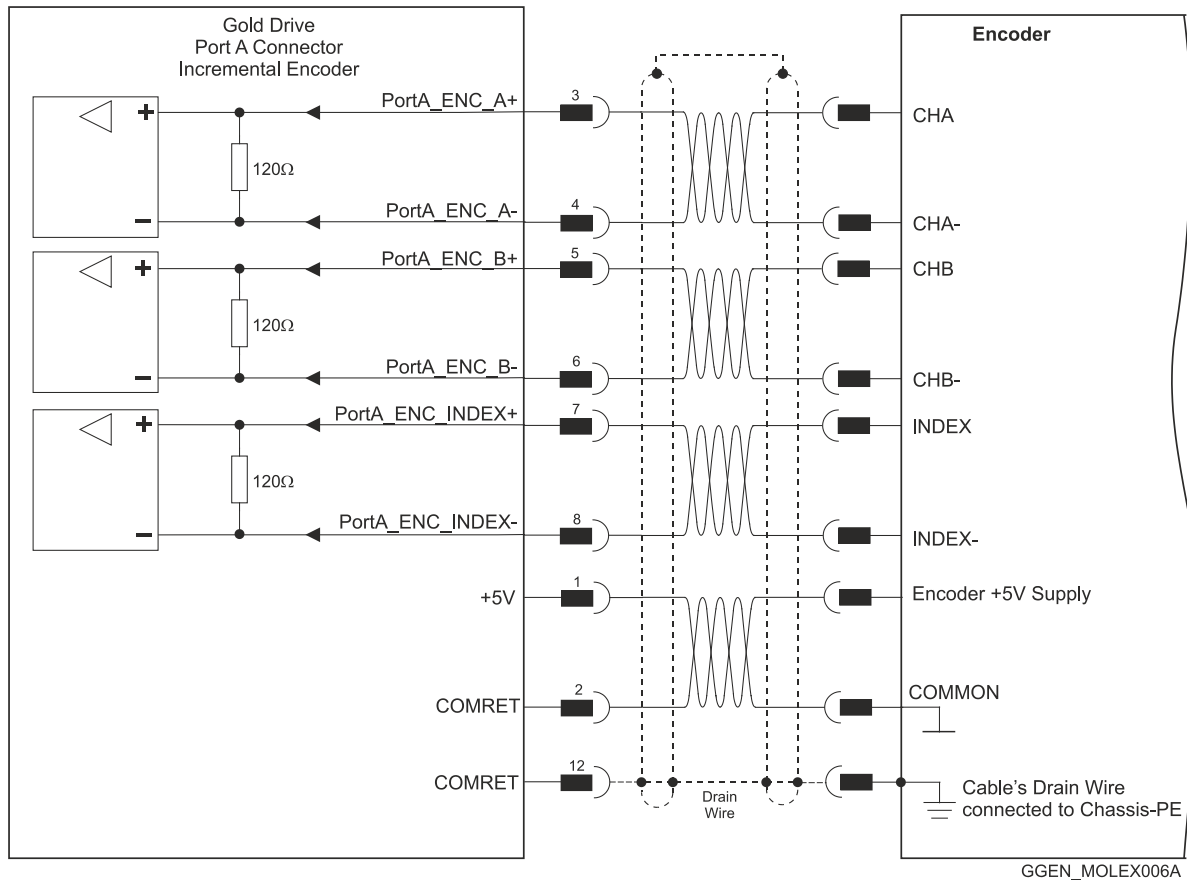 Gold Drive
Port A Connector
Incremental Encoder
Encoder
+
PortA_ENC_A+
3
CHA
120Ω
-
PortA_ENC_A-
4
CHA-
+
PortA_ENC_B+
5
CHB
120Ω
-
PortA_ENC_B-
6
CHB-
+
PortA_ENC_INDEX+
7
INDEX
120Ω
-
PortA_ENC_INDEX-
8
INDEX-
+5V
1
Encoder +5V Supply
COMRET
2
COMMON
COMRET
12
Drain
Wire
Cable's Drain Wire
connected to Chassis-PE
GGEN_MOLEX006A